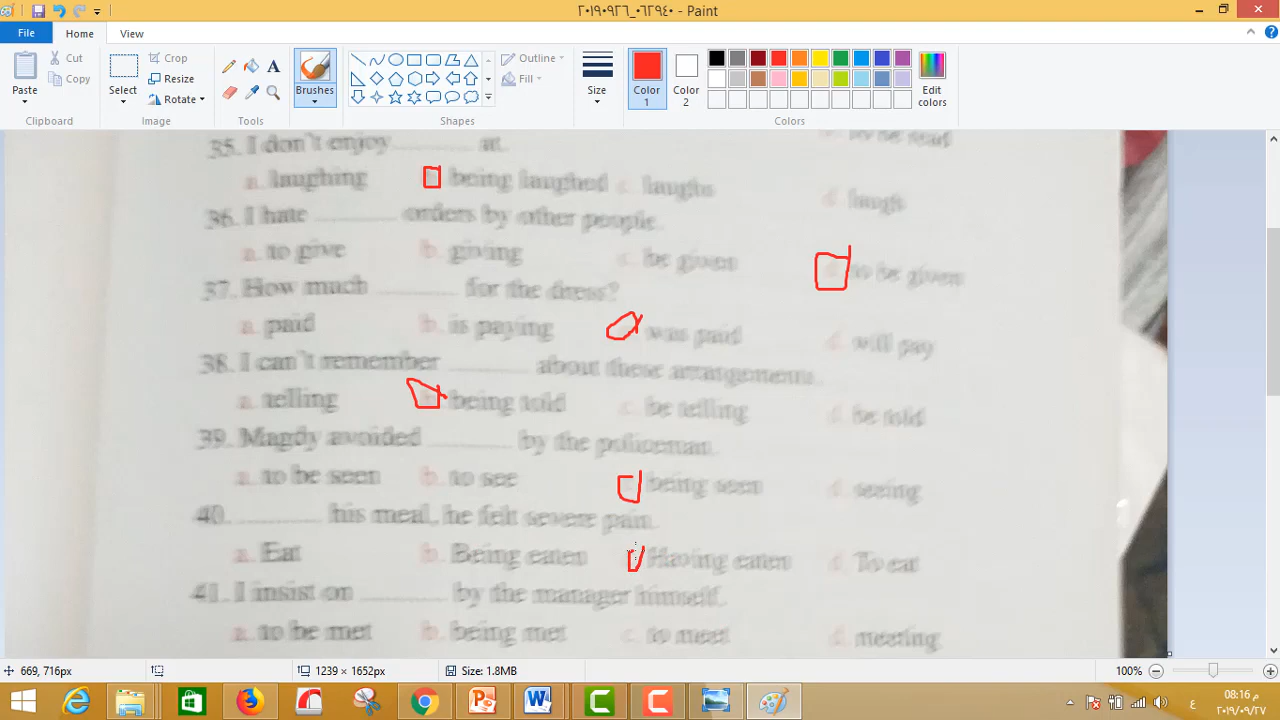 ٢٠١٩٠٩٢٦_٠٦٢٩٤٠ - Paint
File
Home
View
Paste
Cut
Copy
Clipboard
Select
Crop
Resize
Rotate
Image
Tools
Brushes
Outline
Fill
Shapes
Size
Color 1
Color 2
Edit colors
Colors
35. I don't enjoy .......... at.
a. laughing being laughed c. laughs d. laugh
36. I hate .......... orders by other people.
a. to give b. giving c. be given to be given
37. How much .......... for the dress?
a. paid b. is paying was paid d. will pay
38. I can't remember .......... about these arrangements.
a. telling b. being told c. be telling d. be told
39. Magdy avoided .......... by the policeman.
a. to be seen b. to see being seen d. seeing
40. .......... his meal, he felt severe pain.
a. Eat b. Being eaten Having eaten d. To eat
41. I insist on .......... by the manager himself.
a. to be met b. being met c. to meet d. meeting
669, 716px
1239 × 1652px
Size: 1.8MB
100%
ع
08:16 م
٢٠١٩/٠٩/٢٧